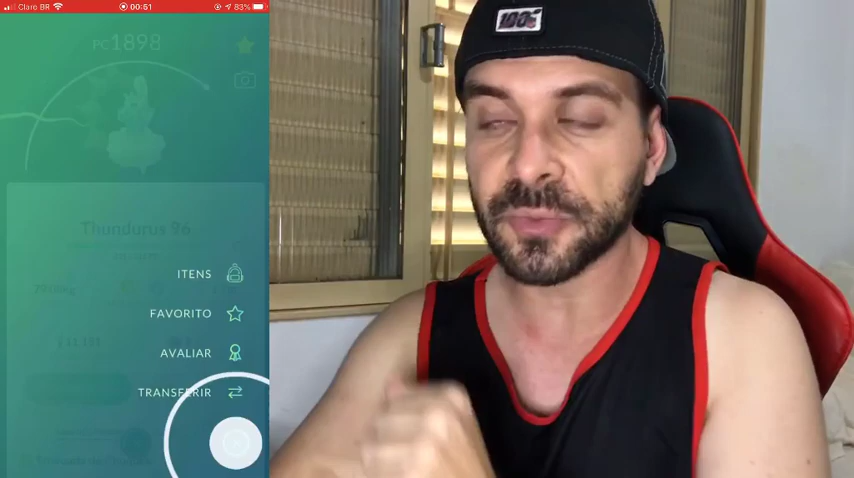 Claro BR
00:51
83%
PC1898
Thundurus 96
ITENS
FAVORITO
AVALIAR
TRANSFERIR
100